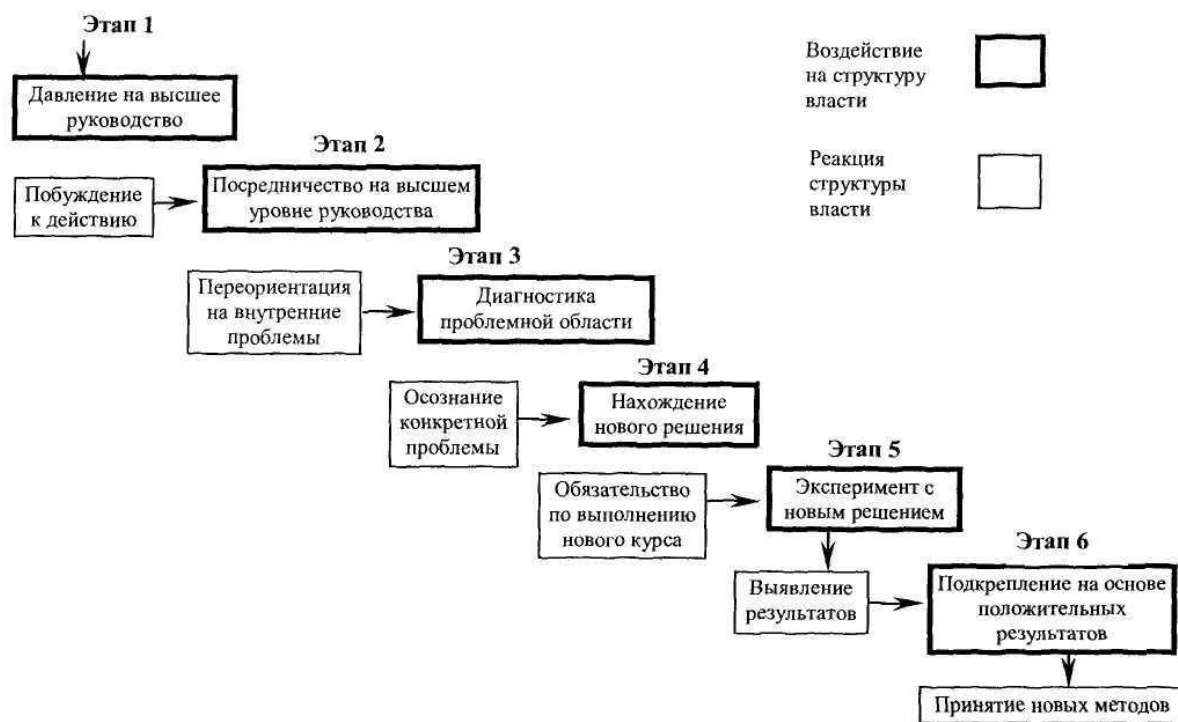 Этап 1
Давление на высшее
руководство
Воздействие
на структуру
власти
Реакция
структуры
власти
Этап 2
Побуждение
к действию
Посредничество на высшем
уровне руководства
Этап 3
Переориентация
на внутренние
проблемы
Диагностика
проблемной области
Этап 4
Осознание
конкретной
проблемы
Нахождение
нового решения
Этап 5
Обязательство
по выполнению
нового курса
Эксперимент с
новым решением
Этап 6
Выявление
результатов
Подкрепление на основе
положительных
результатов
Принятие новых методов